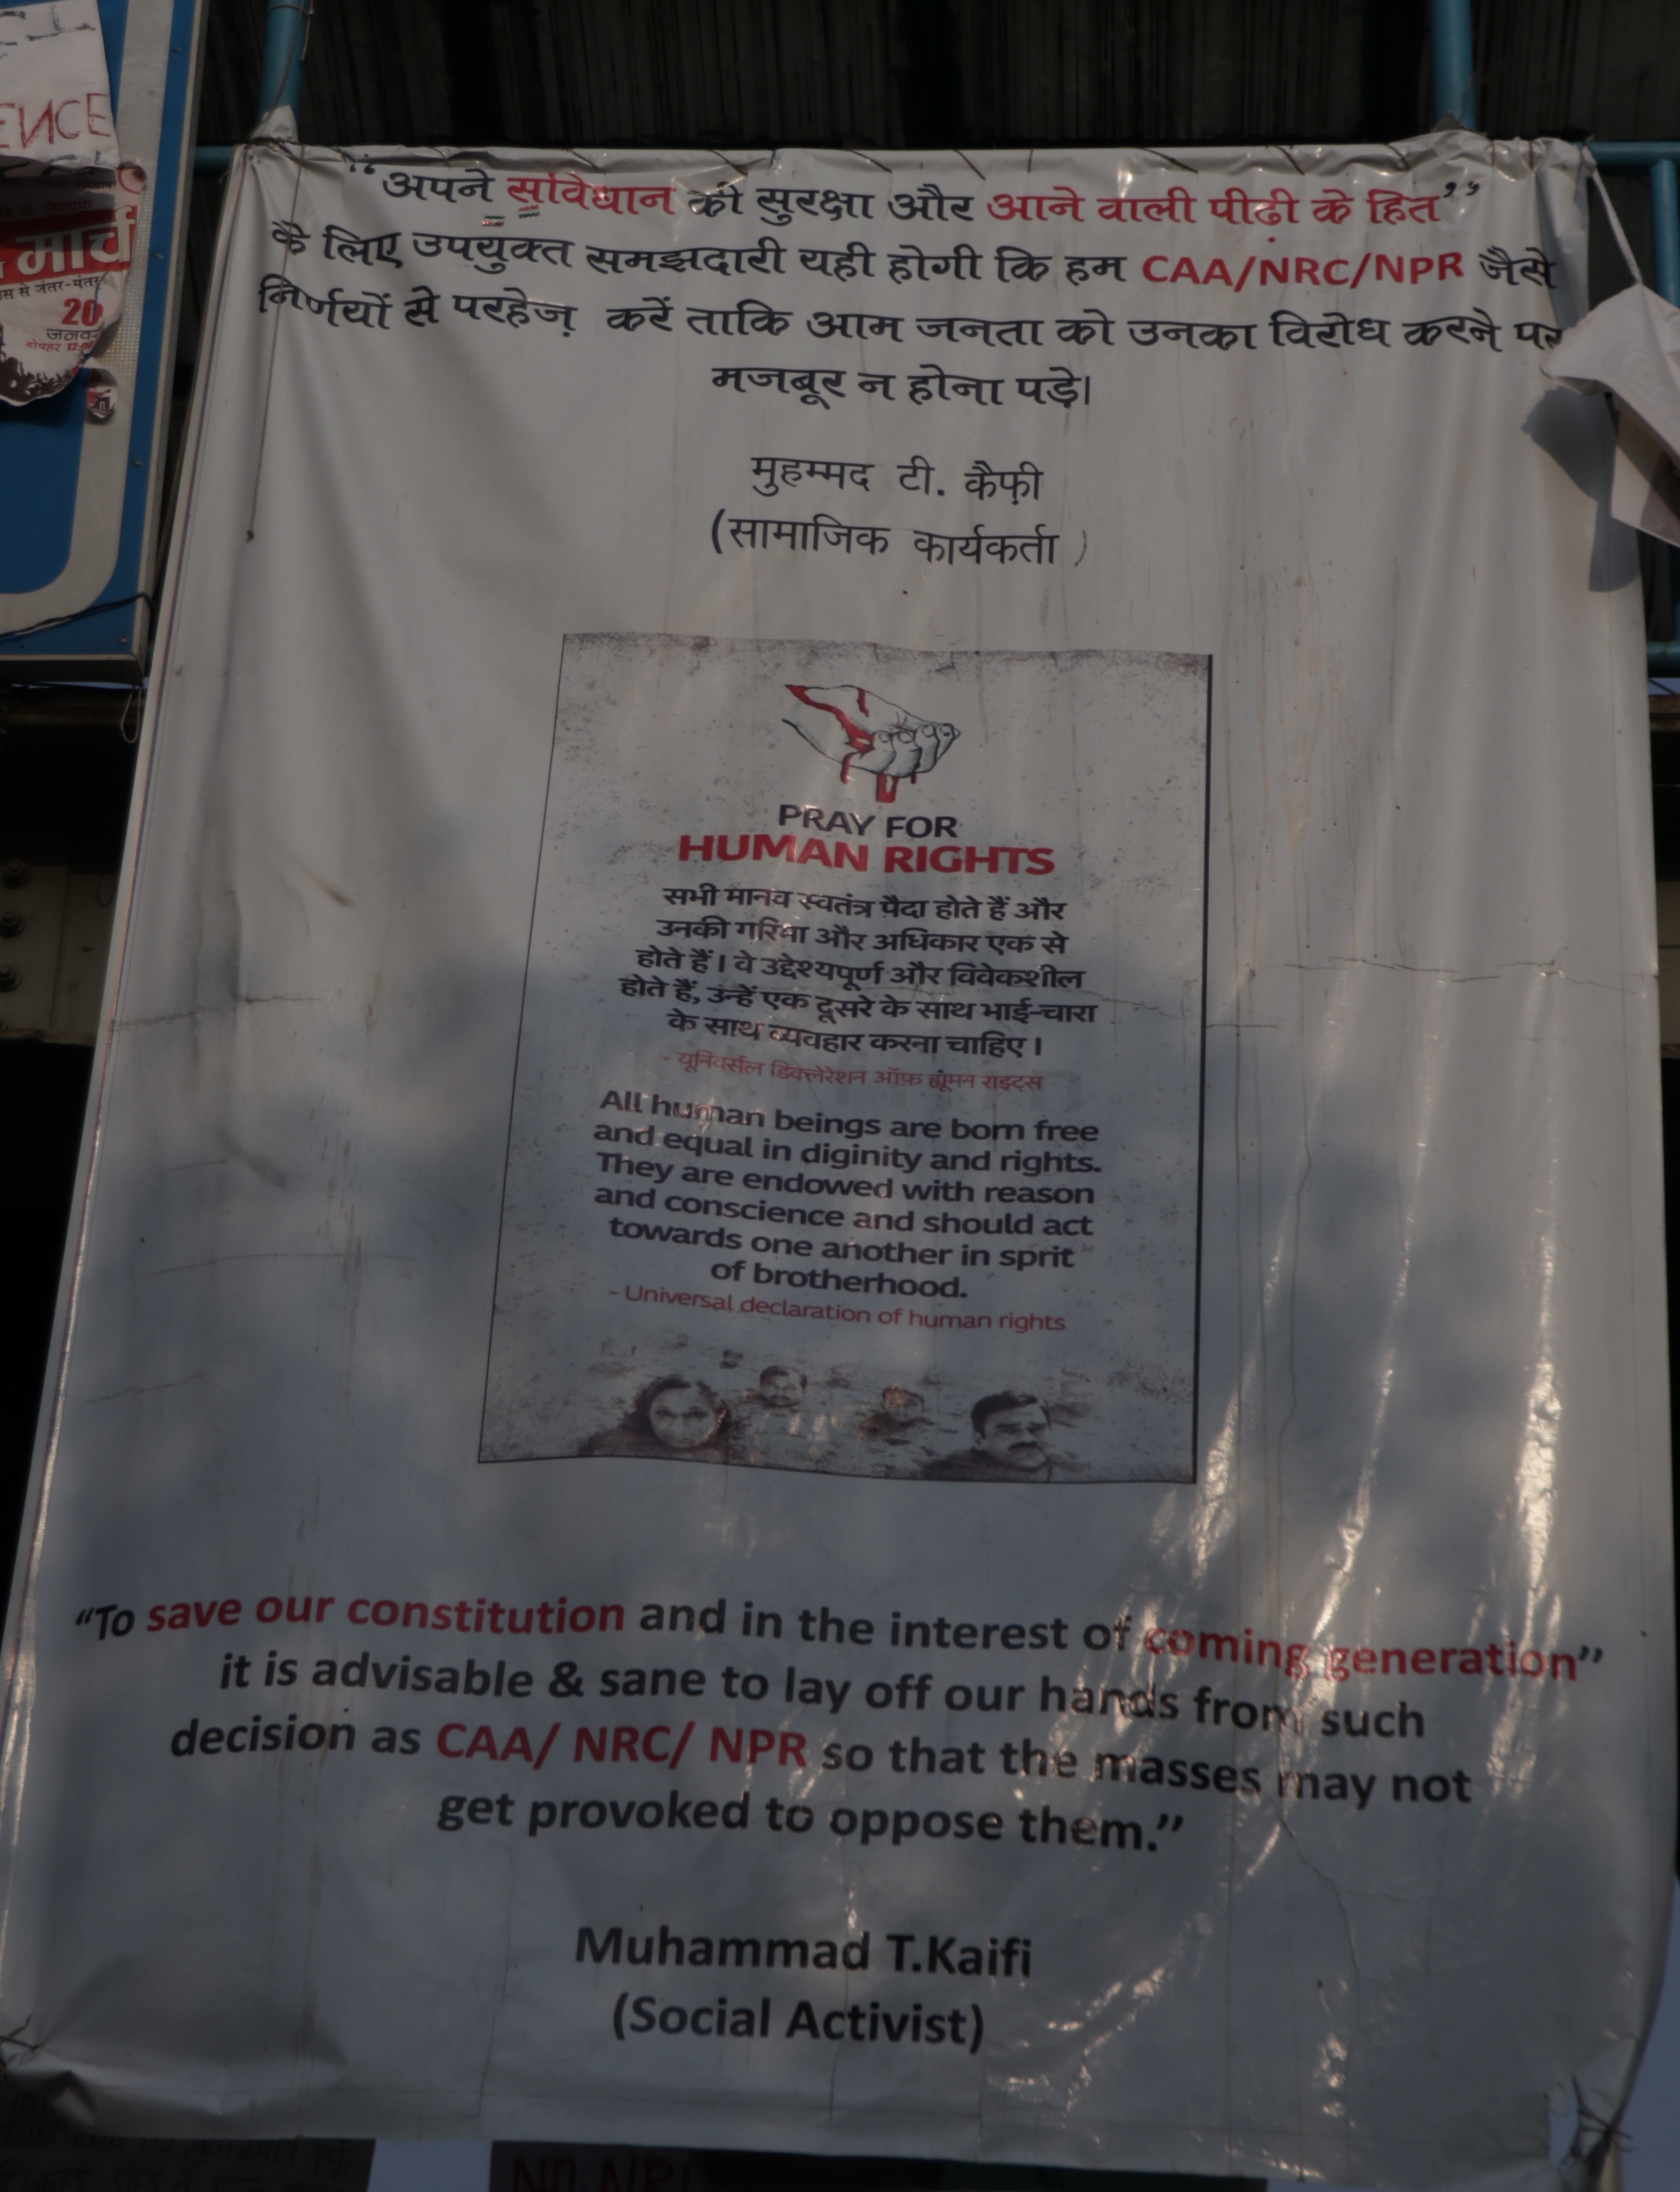 ENCE
मार्च
20
“अपने संविधान की सुरक्षा और आने वाली पीढ़ी के हित”
के लिए उपयुक्त समझदारी यही होगी कि हम CAA/NRC/NPR जैसे
निर्णयों से परहेज़ करें ताकि आम जनता को उनका विरोध करने पर
मजबूर न होना पड़े।
मुहम्मद टी. कैफ़ी
(सामाजिक कार्यकर्ता)
PRAY FOR
HUMAN RIGHTS
सभी मानव स्वतंत्र पैदा होते हैं और
उनकी गरिमा और अधिकार एक से
होते हैं। वे उद्देश्यपूर्ण और विवेकशील
होते हैं, उन्हें एक दूसरे के साथ भाई-चारा
के साथ व्यवहार करना चाहिए।
- यूनिवर्सल डिक्लेरेशन ऑफ़ ह्यूमन राइट्स
All human beings are born free
and equal in diginity and rights.
They are endowed with reason
and conscience and should act
towards one another in sprit
of brotherhood.
- Universal declaration of human rights
“To save our constitution and in the interest of coming generation”
it is advisable & sane to lay off our hands from such
decision as CAA/ NRC/ NPR so that the masses may not
get provoked to oppose them.”
Muhammad T.Kaifi
(Social Activist)